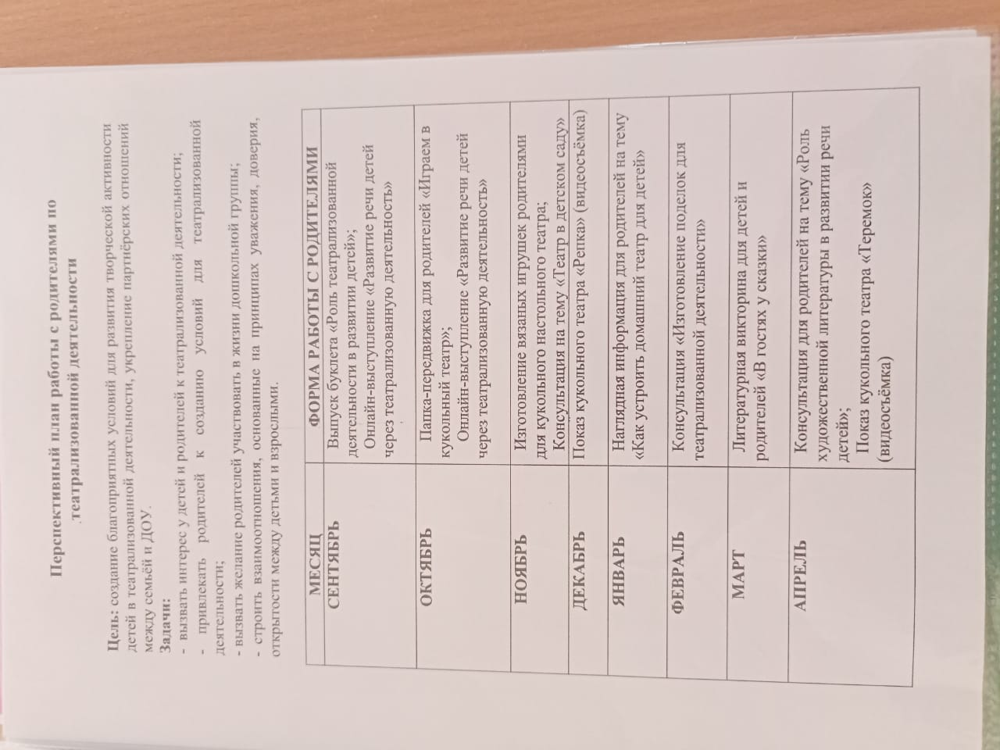 Перспективный план работы с родителями по
театрализованной деятельности
Цель: создание благоприятных условий для развития творческой активности
детей в театрализованной деятельности, укрепление партнёрских отношений
между семьёй и ДОУ.
Задачи:
- вызвать интерес у детей и родителей к театрализованной деятельности;
- привлекать родителей к созданию условий для театрализованной
деятельности;
- вызвать желание родителей участвовать в жизни дошкольной группы;
- строить взаимоотношения, основанные на принципах уважения, доверия,
открытости между детьми и взрослыми.
МЕСЯЦ ФОРМА РАБОТЫ С РОДИТЕЛЯМИ
СЕНТЯБРЬ Выпуск буклета «Роль театрализованной
деятельности в развитии детей»;
Онлайн-выступление «Развитие речи детей
через театрализованную деятельность»
ОКТЯБРЬ Папка-передвижка для родителей «Играем в
кукольный театр»;
Онлайн-выступление «Развитие речи детей
через театрализованную деятельность»
НОЯБРЬ Изготовление вязаных игрушек родителями
для кукольного настольного театра;
Консультация на тему «Театр в детском саду»
ДЕКАБРЬ Показ кукольного театра «Репка» (видеосъёмка)
ЯНВАРЬ Наглядная информация для родителей на тему
«Как устроить домашний театр для детей»
ФЕВРАЛЬ Консультация «Изготовление поделок для
театрализованной деятельности»
МАРТ Литературная викторина для детей и
родителей «В гостях у сказки»
АПРЕЛЬ Консультация для родителей на тему «Роль
художественной литературы в развитии речи
детей»;
Показ кукольного театра «Теремок»
(видеосъёмка)